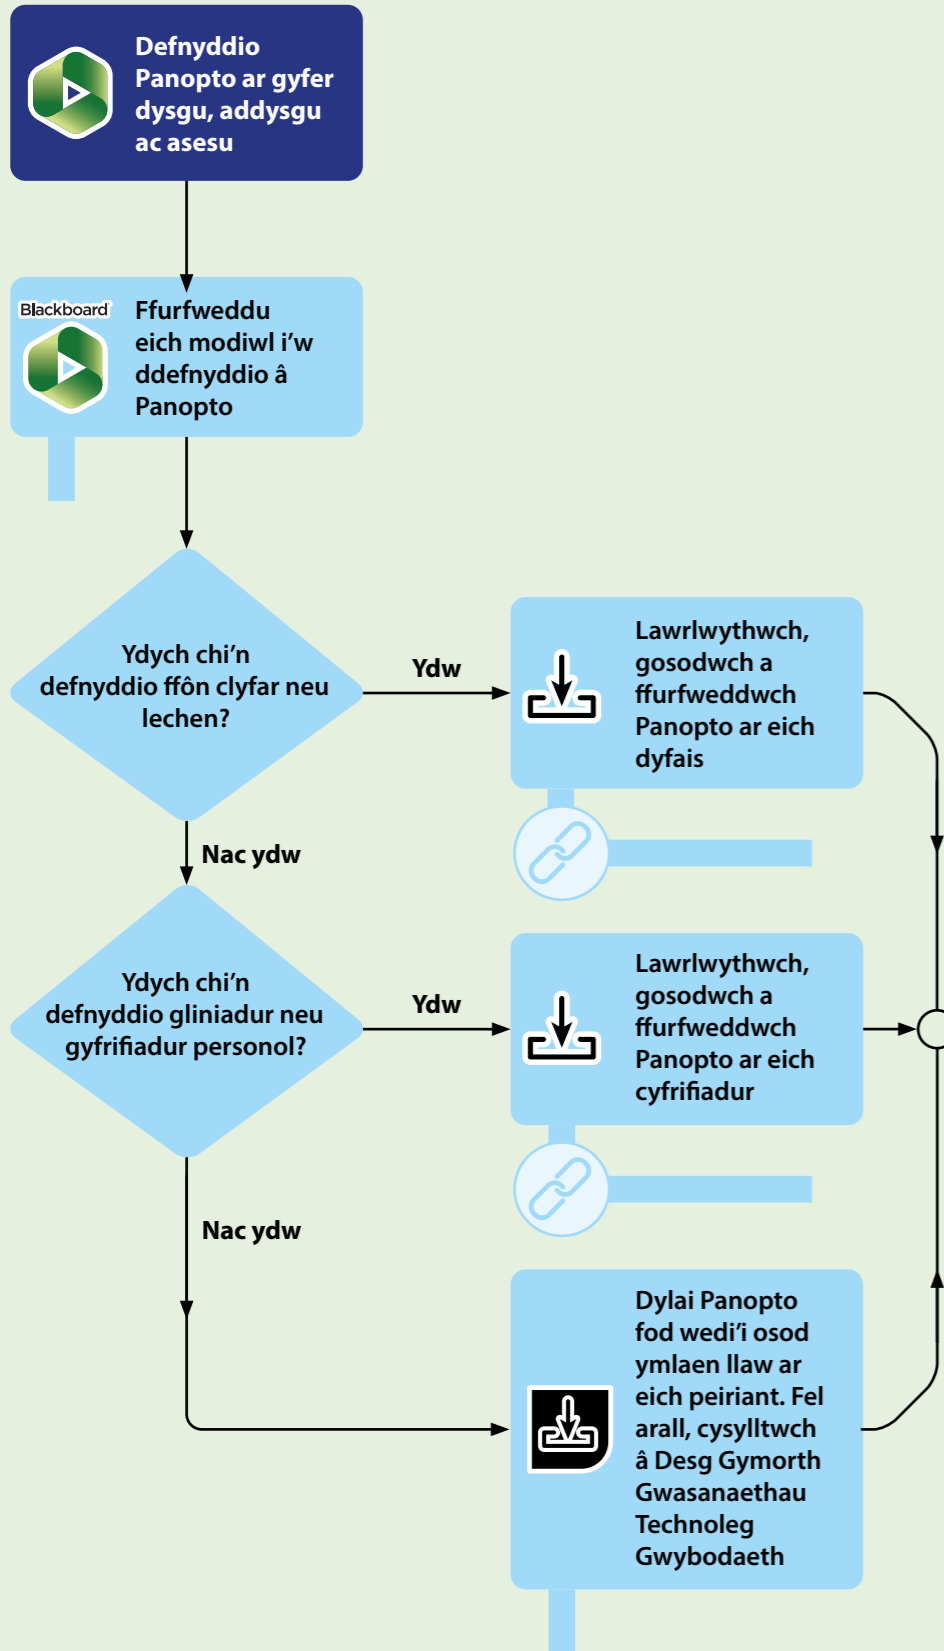 Defnyddio
Panopto ar gyfer
dysgu, addysgu
ac asesu
Blackboard
Ffurfweddu
eich modiwl i’w
ddefnyddio â
Panopto
Ydych chi’n
defnyddio ffôn clyfar neu
lechen?
Ydw
Lawrlwythwch,
gosodwch a
ffurfweddwch
Panopto ar eich
dyfais
Nac ydw
Ydych chi’n
defnyddio gliniadur neu
gyfrifiadur personol?
Ydw
Lawrlwythwch,
gosodwch a
ffurfweddwch
Panopto ar eich
cyfrifiadur
Nac ydw
Dylai Panopto
fod wedi’i osod
ymlaen llaw ar
eich peiriant. Fel
arall, cysylltwch
â Desg Gymorth
Gwasanaethau
Technoleg
Gwybodaeth